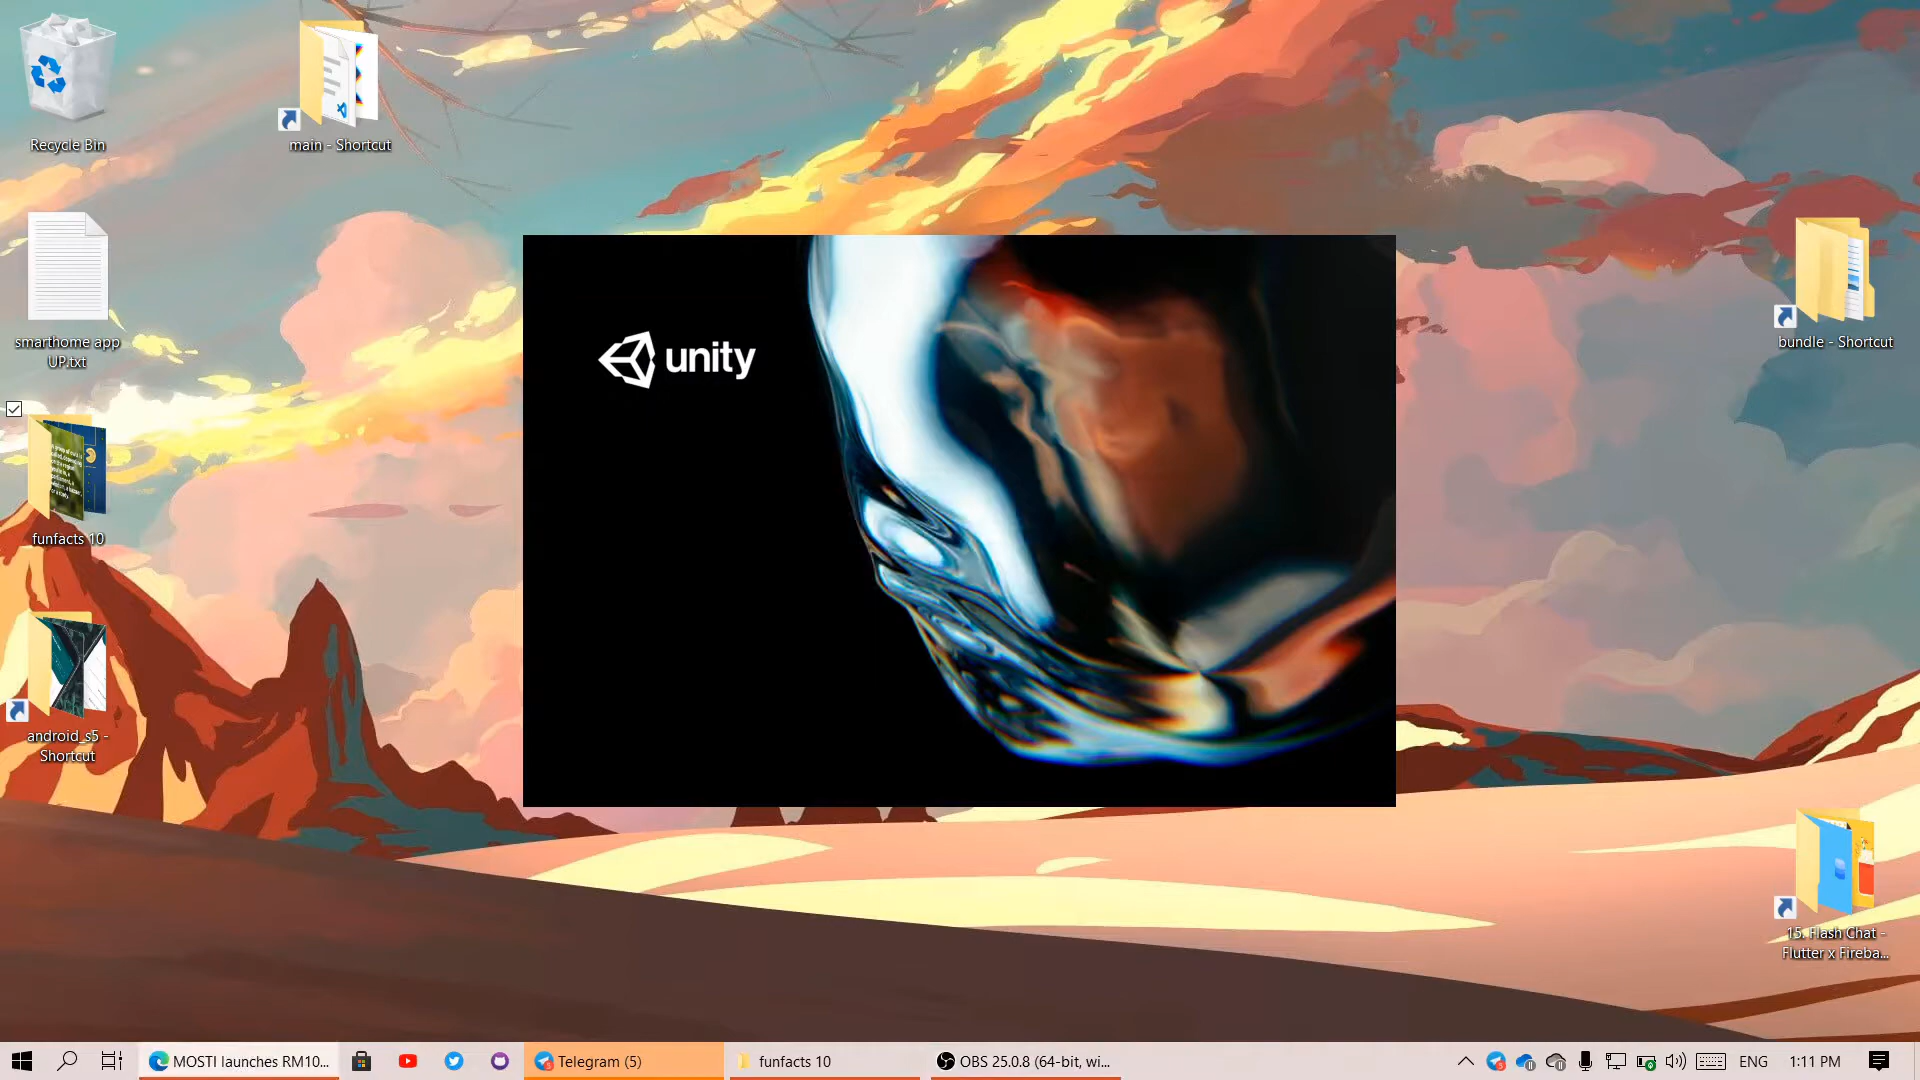 Recycle Bin
main - Shortcut
smarthome app
UP.txt
bundle - Shortcut
unity
funfacts 10
android_s5 -
Shortcut
15. Flash Chat -
Flutter x Fireba...
MOSTI launches RM10...
Telegram (5)
funfacts 10
OBS 25.0.8 (64-bit, wi...
ENG
1:11 PM